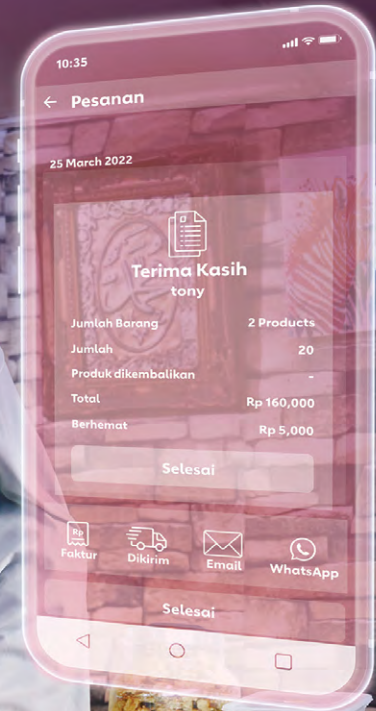 10:35
← Pesanan
25 March 2022
Terima Kasih
tony
Jumlah Barang 2 Products
Jumlah 20
Produk dikembalikan -
Total Rp 160,000
Berhemat Rp 5,000
Selesai
Rp
Faktur Dikirim Email WhatsApp
Selesai